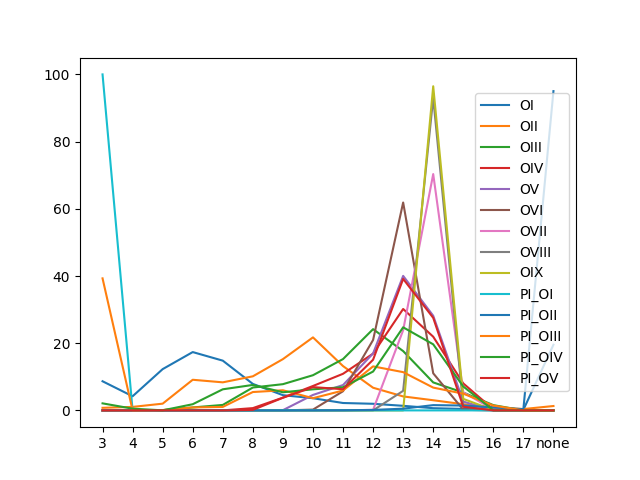 100
80
60
40
20
0
3 4 5 6 7 8 9 10 11 12 13 14 15 16 17 none
OI
OII
OIII
OIV
OV
OVI
OVII
OVIII
OIX
PI_OI
PI_OII
PI_OIII
PI_OIV
PI_OV